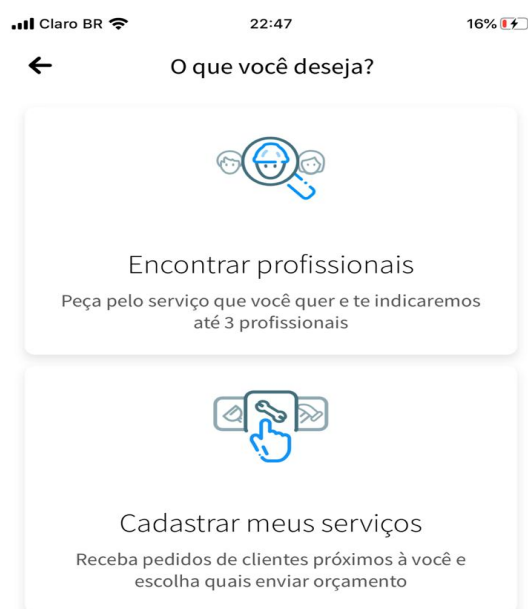 Claro BR 22:47 16%
O que você deseja?
Encontrar profissionais
Peça pelo serviço que você quer e te indicaremos
até 3 profissionais
Cadastrar meus serviços
Receba pedidos de clientes próximos à você e
escolha quais enviar orçamento